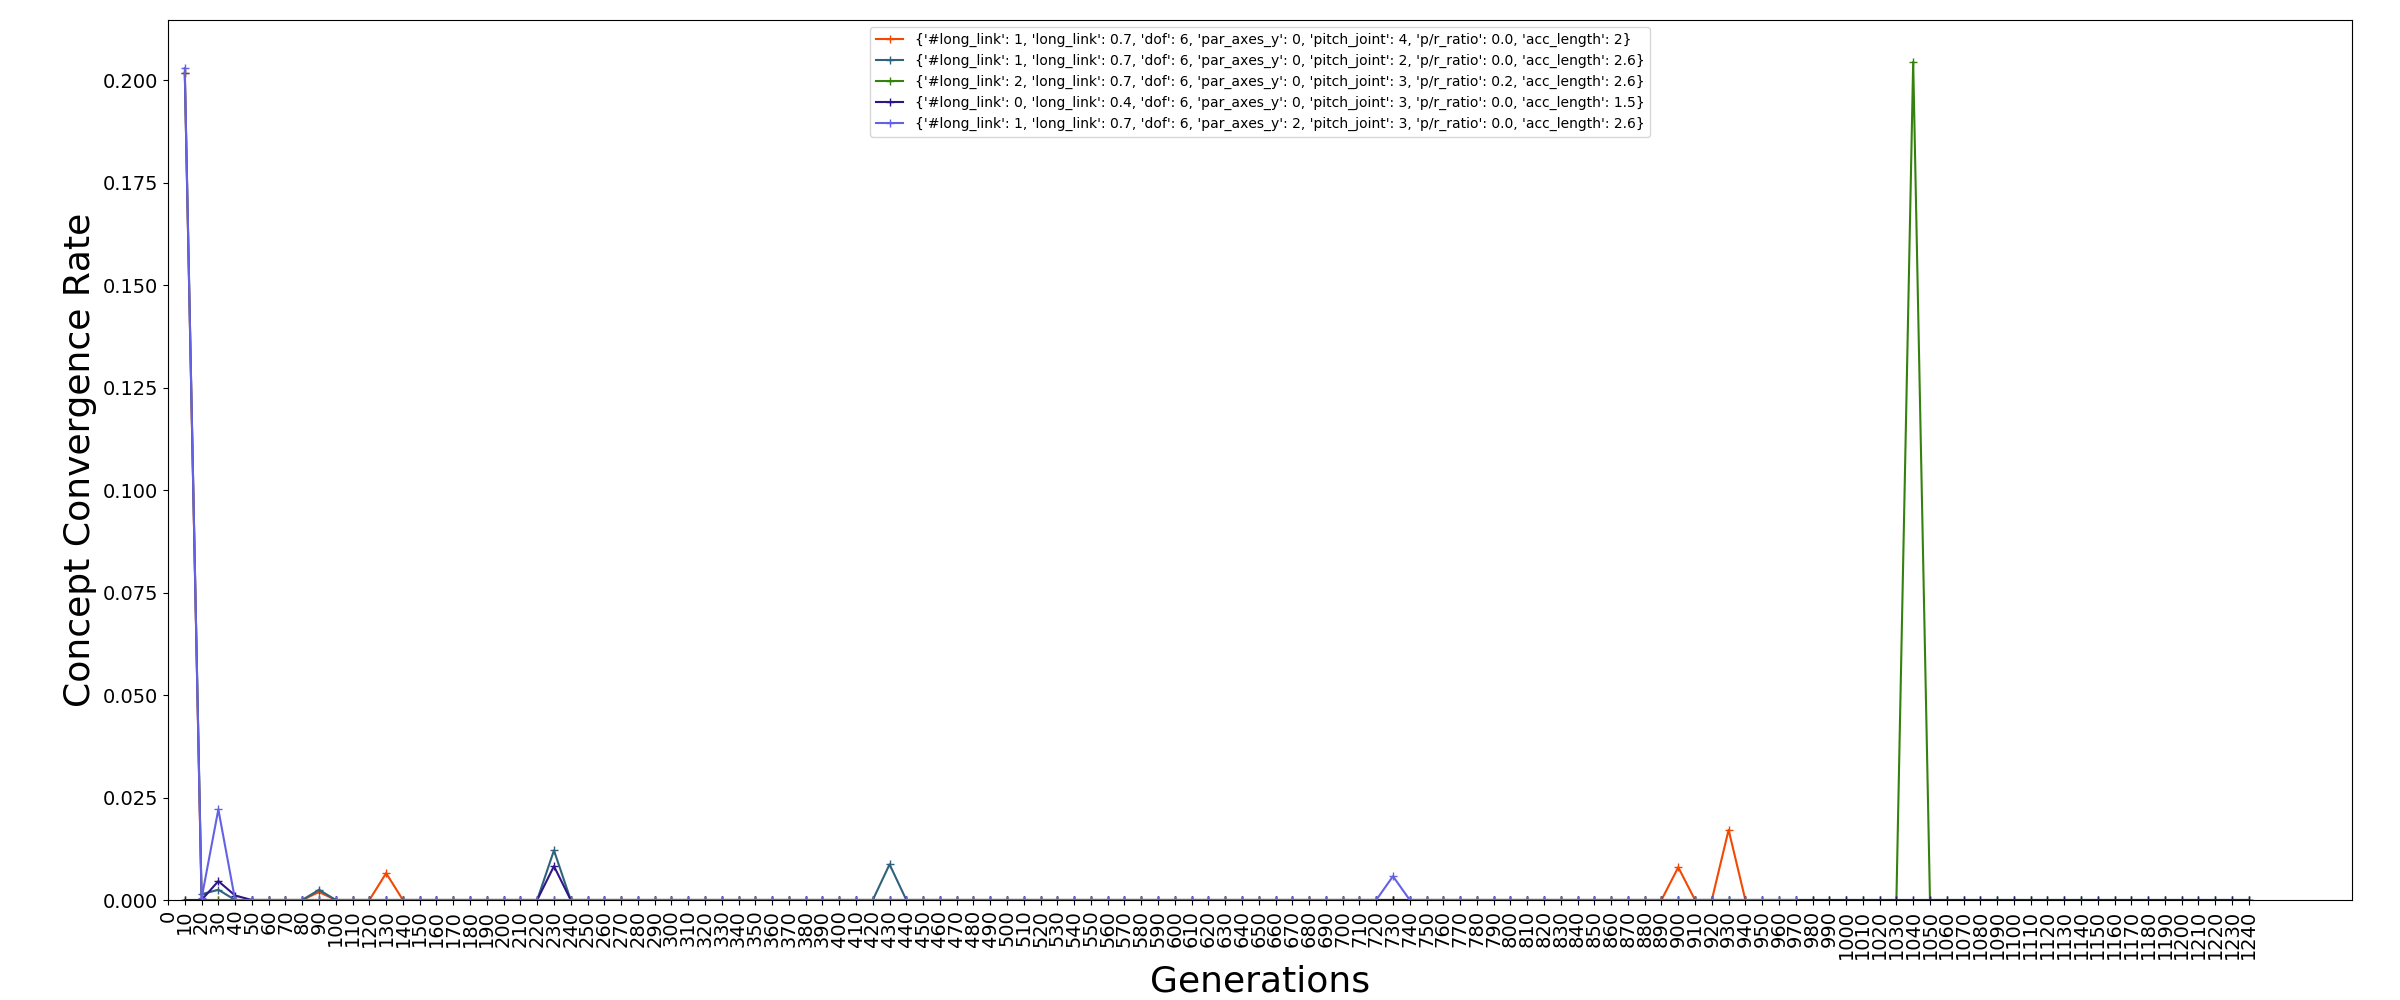 {'#long_link': 1, 'long_link': 0.7, 'dof': 6, 'par_axes_y': 0, 'pitch_joint': 4, 'p/r_ratio': 0.0, 'acc_length': 2}
{'#long_link': 1, 'long_link': 0.7, 'dof': 6, 'par_axes_y': 0, 'pitch_joint': 2, 'p/r_ratio': 0.0, 'acc_length': 2.6}
{'#long_link': 2, 'long_link': 0.7, 'dof': 6, 'par_axes_y': 0, 'pitch_joint': 3, 'p/r_ratio': 0.2, 'acc_length': 2.6}
{'#long_link': 0, 'long_link': 0.4, 'dof': 6, 'par_axes_y': 0, 'pitch_joint': 3, 'p/r_ratio': 0.0, 'acc_length': 1.5}
{'#long_link': 1, 'long_link': 0.7, 'dof': 6, 'par_axes_y': 2, 'pitch_joint': 3, 'p/r_ratio': 0.0, 'acc_length': 2.6}
Concept Convergence Rate
0.200
0.175
0.150
0.125
0.100
0.075
0.050
0.025
0.000
0 10 20 30 40 50 60 70 80 90 100 110 120 130 140 150 160 170 180 190 200 210 220 230 240 250 260 270 280 290 300 310 320 330 340 350 360 370 380 390 400 410 420 430 440 450 460 470 480 490 500 510 520 530 540 550 560 570 580 590 600 610 620 630 640 650 660 670 680 690 700 710 720 730 740 750 760 770 780 790 800 810 820 830 840 850 860 870 880 890 900 910 920 930 940 950 960 970 980 990 1000 1010 1020 1030 1040 1050 1060 1070 1080 1090 1100 1110 1120 1130 1140 1150 1160 1170 1180 1190 1200 1210 1220 1230 1240
Generations